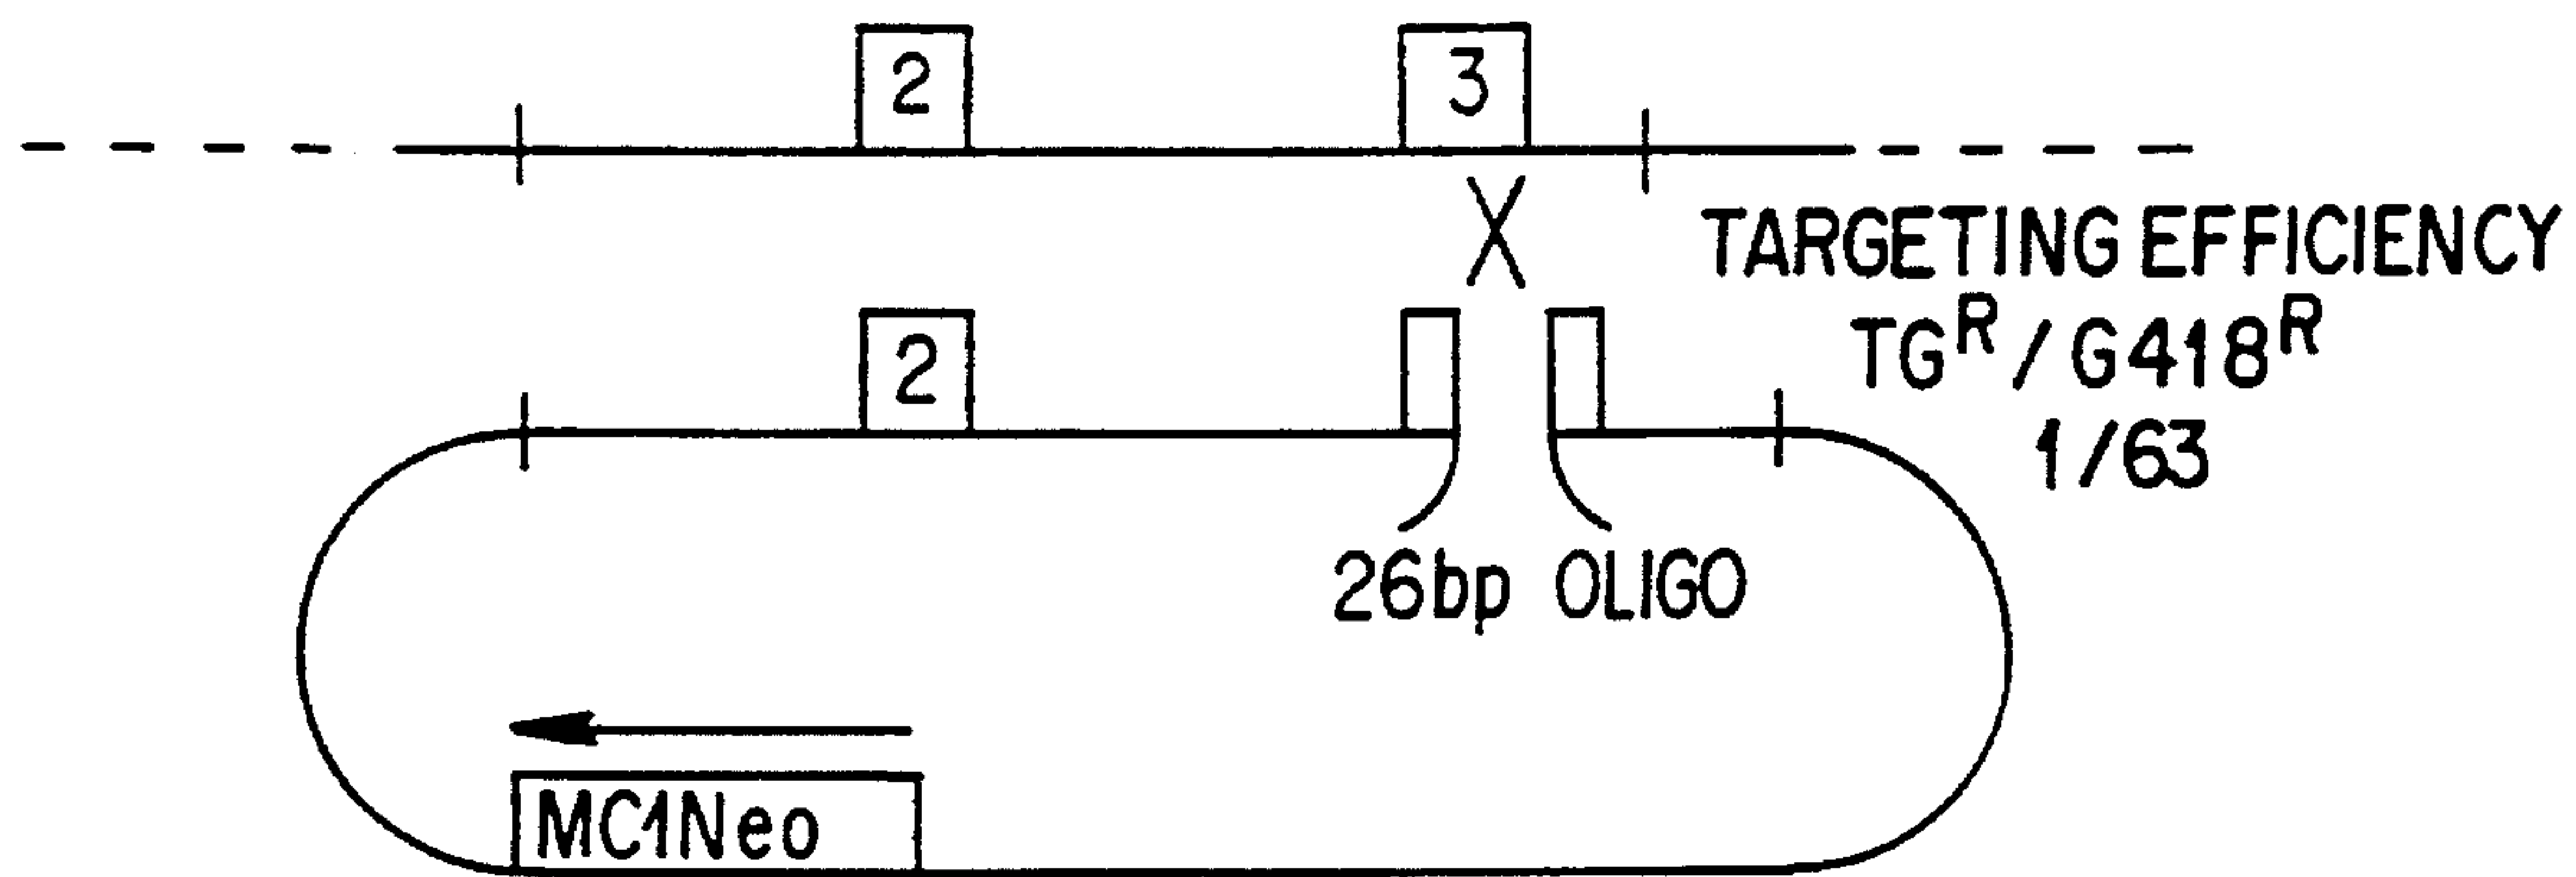 2
3
TARGETING EFFICIENCY
TG^R / G418^R
1/63
2
26bp OLIGO
MC1Neo